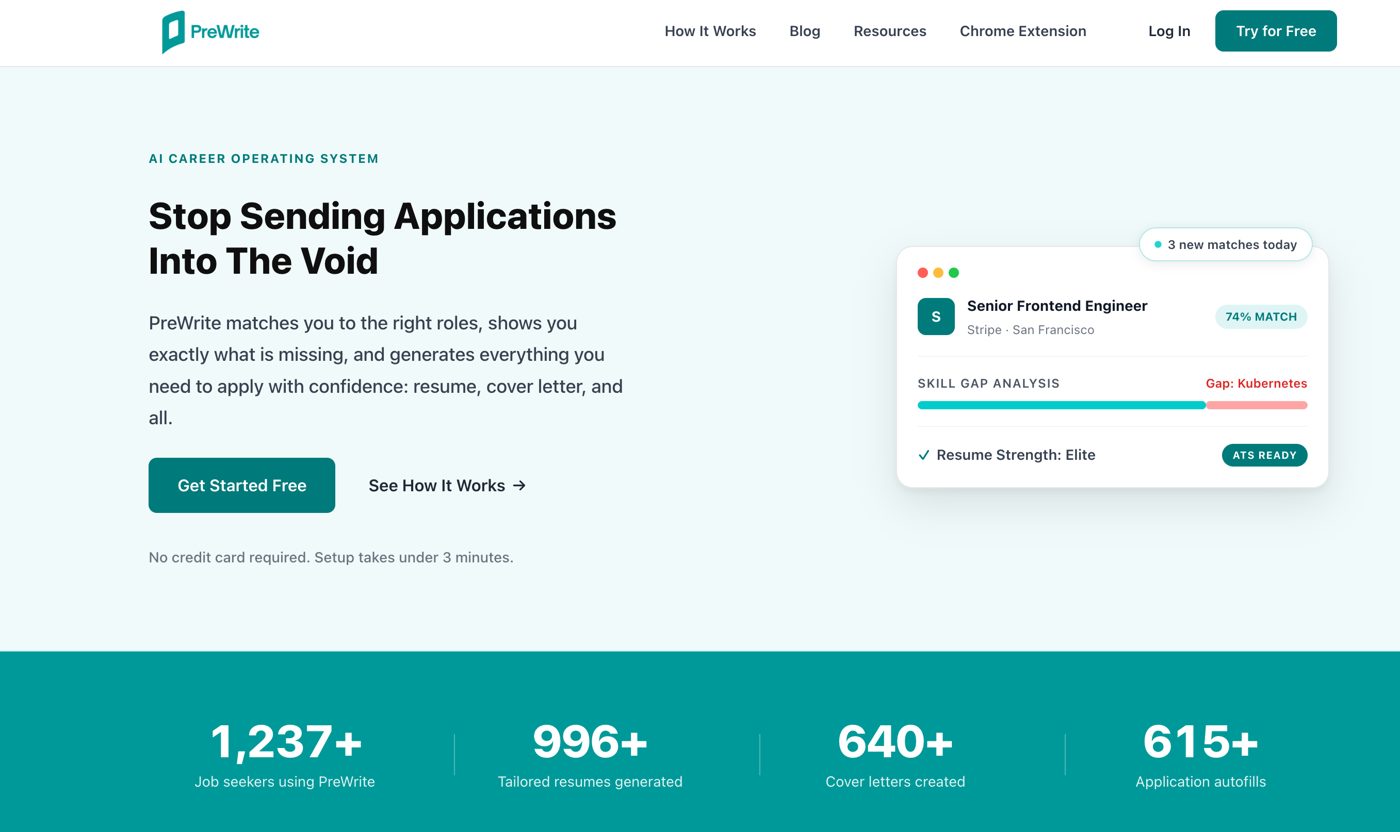 PreWrite
How It Works
Blog
Resources
Chrome Extension
Log In
Try for Free
AI CAREER OPERATING SYSTEM
Stop Sending Applications
Into The Void
PreWrite matches you to the right roles, shows you
exactly what is missing, and generates everything you
need to apply with confidence: resume, cover letter, and
all.
Get Started Free
See How It Works →
No credit card required. Setup takes under 3 minutes.
3 new matches today
S
Senior Frontend Engineer
Stripe · San Francisco
74% MATCH
SKILL GAP ANALYSIS
Gap: Kubernetes
✓ Resume Strength: Elite
ATS READY
1,237+
Job seekers using PreWrite
996+
Tailored resumes generated
640+
Cover letters created
615+
Application autofills